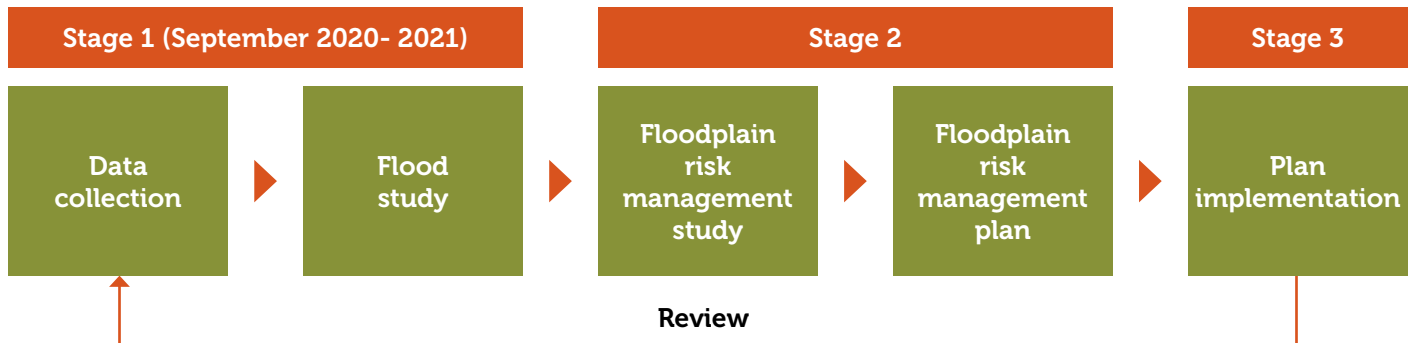 Stage 1 (September 2020- 2021)
Stage 2
Stage 3
Data
collection
Flood
study
Floodplain
risk
management
study
Floodplain
risk
management
plan
Plan
implementation
Review